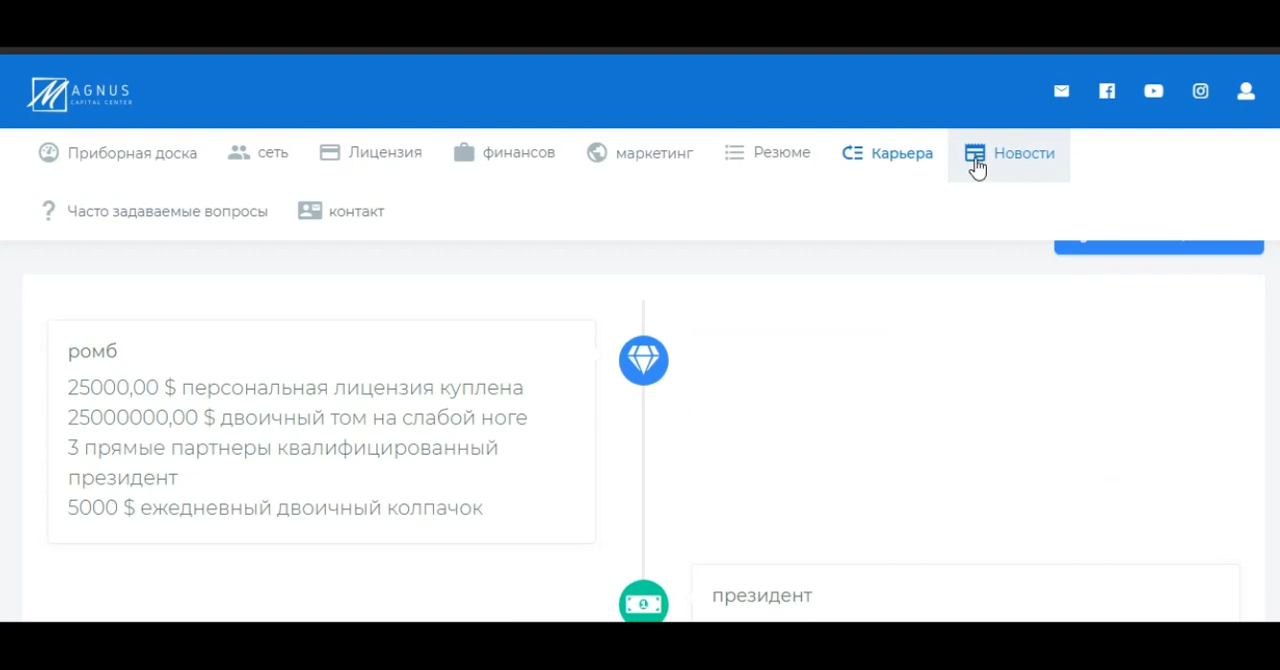 MAGNUS
CAPITAL CENTER
Приборная доска
сеть
Лицензия
финансов
маркетинг
Резюме
Карьера
Новости
Часто задаваемые вопросы
контакт
ромб
25000,00 $ персональная лицензия куплена
25000000,00 $ двоичный том на слабой ноге
3 прямые партнеры квалифицированный
президент
5000 $ ежедневный двоичный колпачок
президент